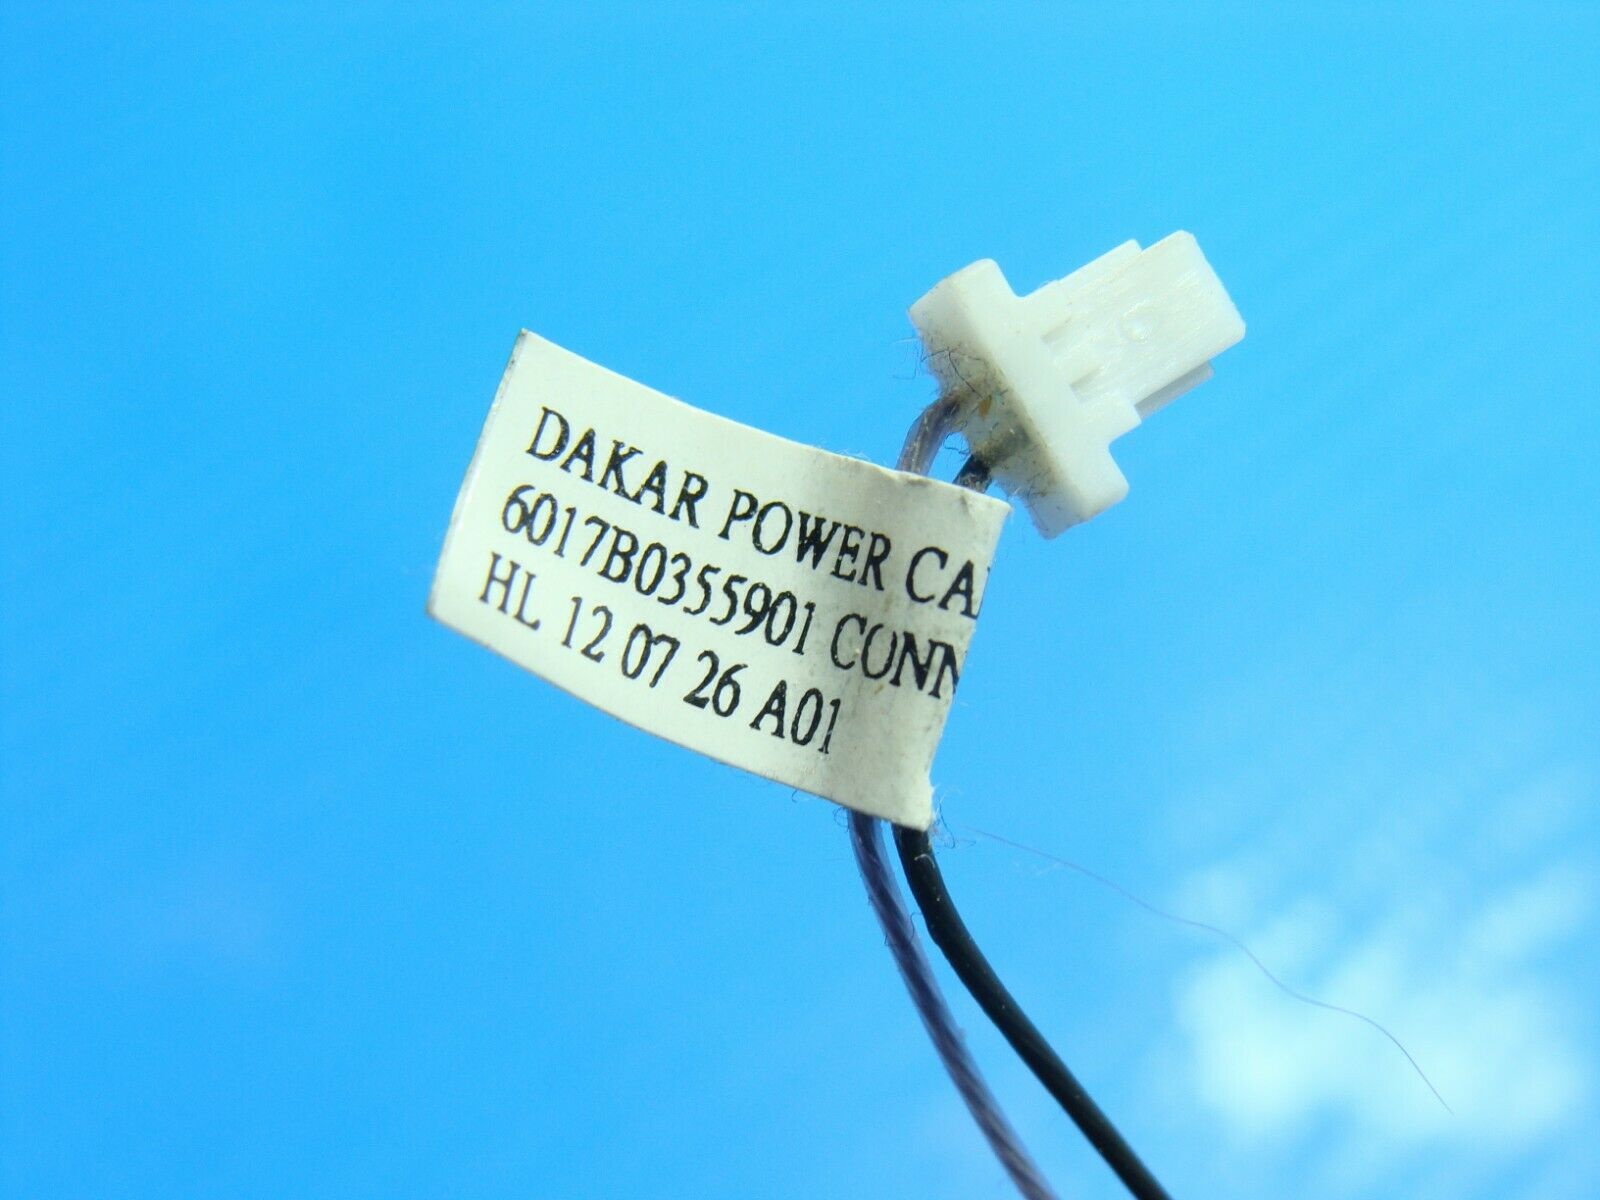 DAKAR POWER CA
6017B0355901 CONN
HL 12 07 26 A01